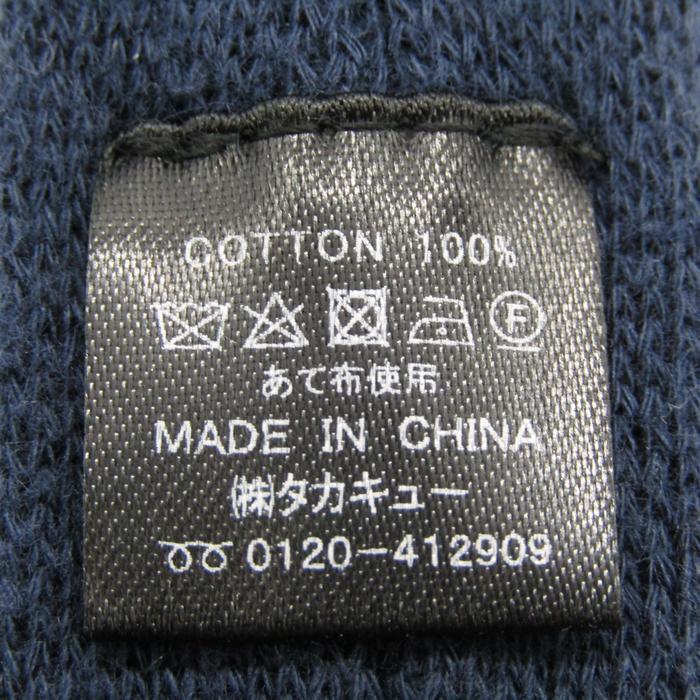 COTTON 100%
F
あて布使用
MADE IN CHINA
㈱タカキュー
0120-412909